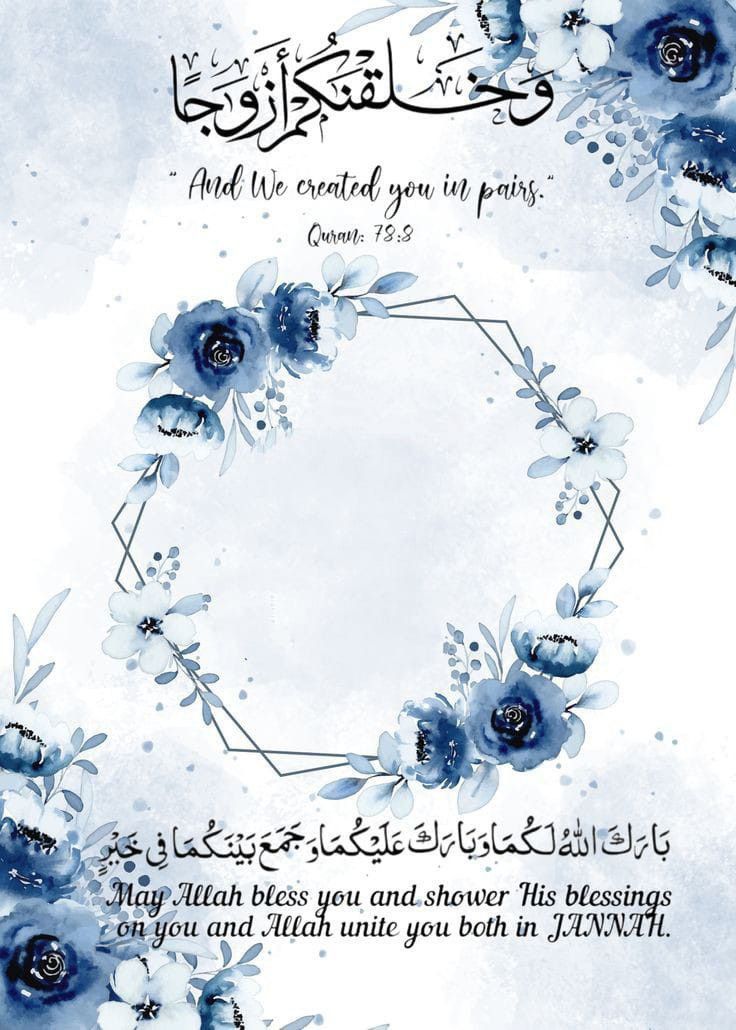 وَخَلَقْنَكُمْ أَزْوَجًا
" And We created you in pairs."
Quran: 78:8
بَارَكَ اللهُ لَكُمَا وَبَارَكَ عَلَيْكُمَا وَجَمَعَ بَيْنَكُمَا فِي خَيْرٍ
May Allah bless you and shower His blessings
on you and Allah unite you both in JANNAH.